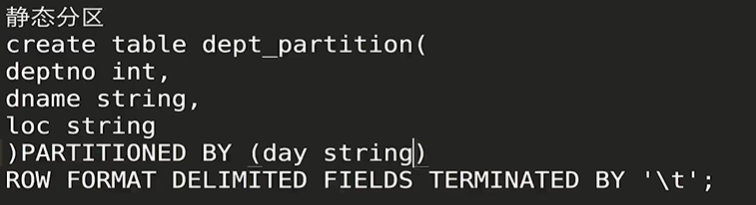 静态分区
create table dept_partition(
deptno int,
dname string,
loc string
)PARTITIONED BY (day string)
ROW FORMAT DELIMITED FIELDS TERMINATED BY '\t';